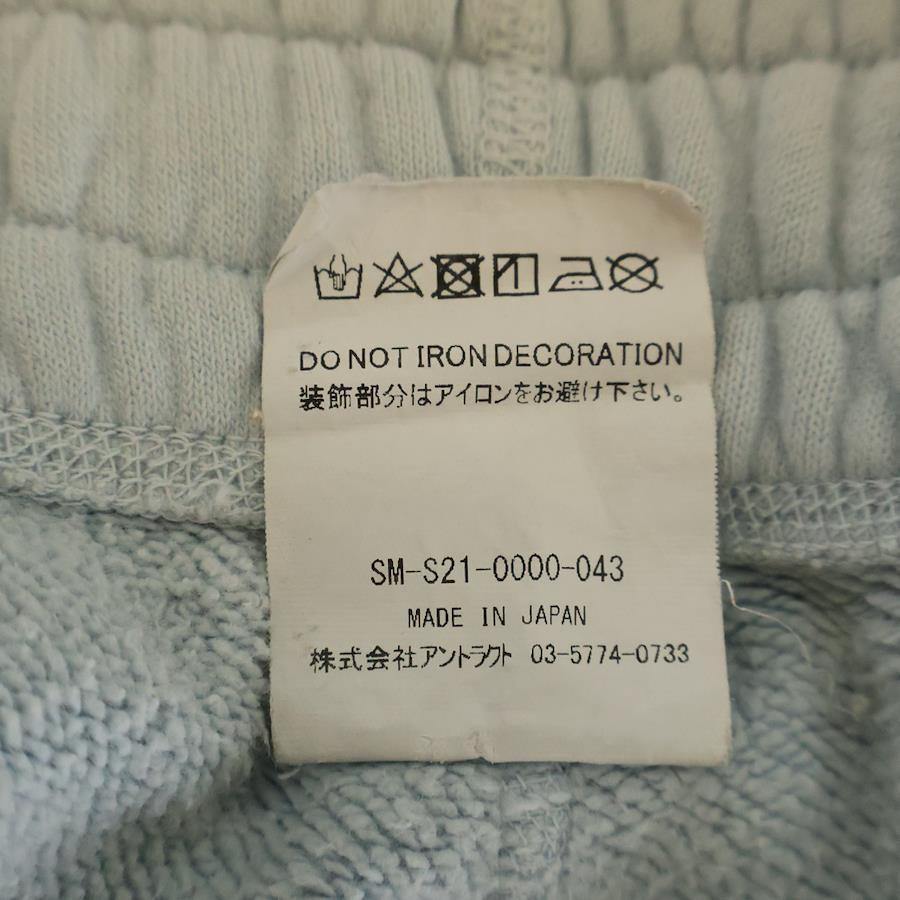 DO NOT IRON DECORATION
装飾部分はアイロンをお避け下さい。
SM-S21-0000-043
MADE IN JAPAN
株式会社アントラクト 03-5774-0733